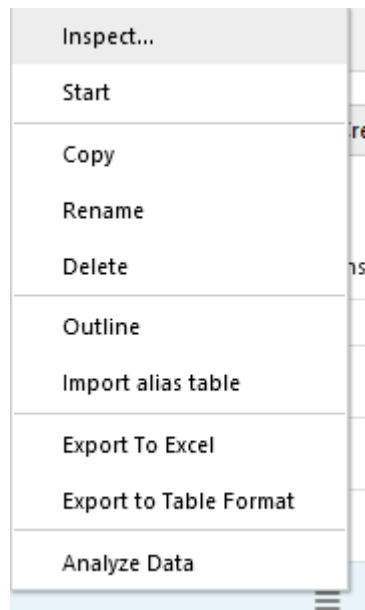 Inspect...
Start
Copy
Rename
Delete
Outline
Import alias table
Export To Excel
Export to Table Format
Analyze Data